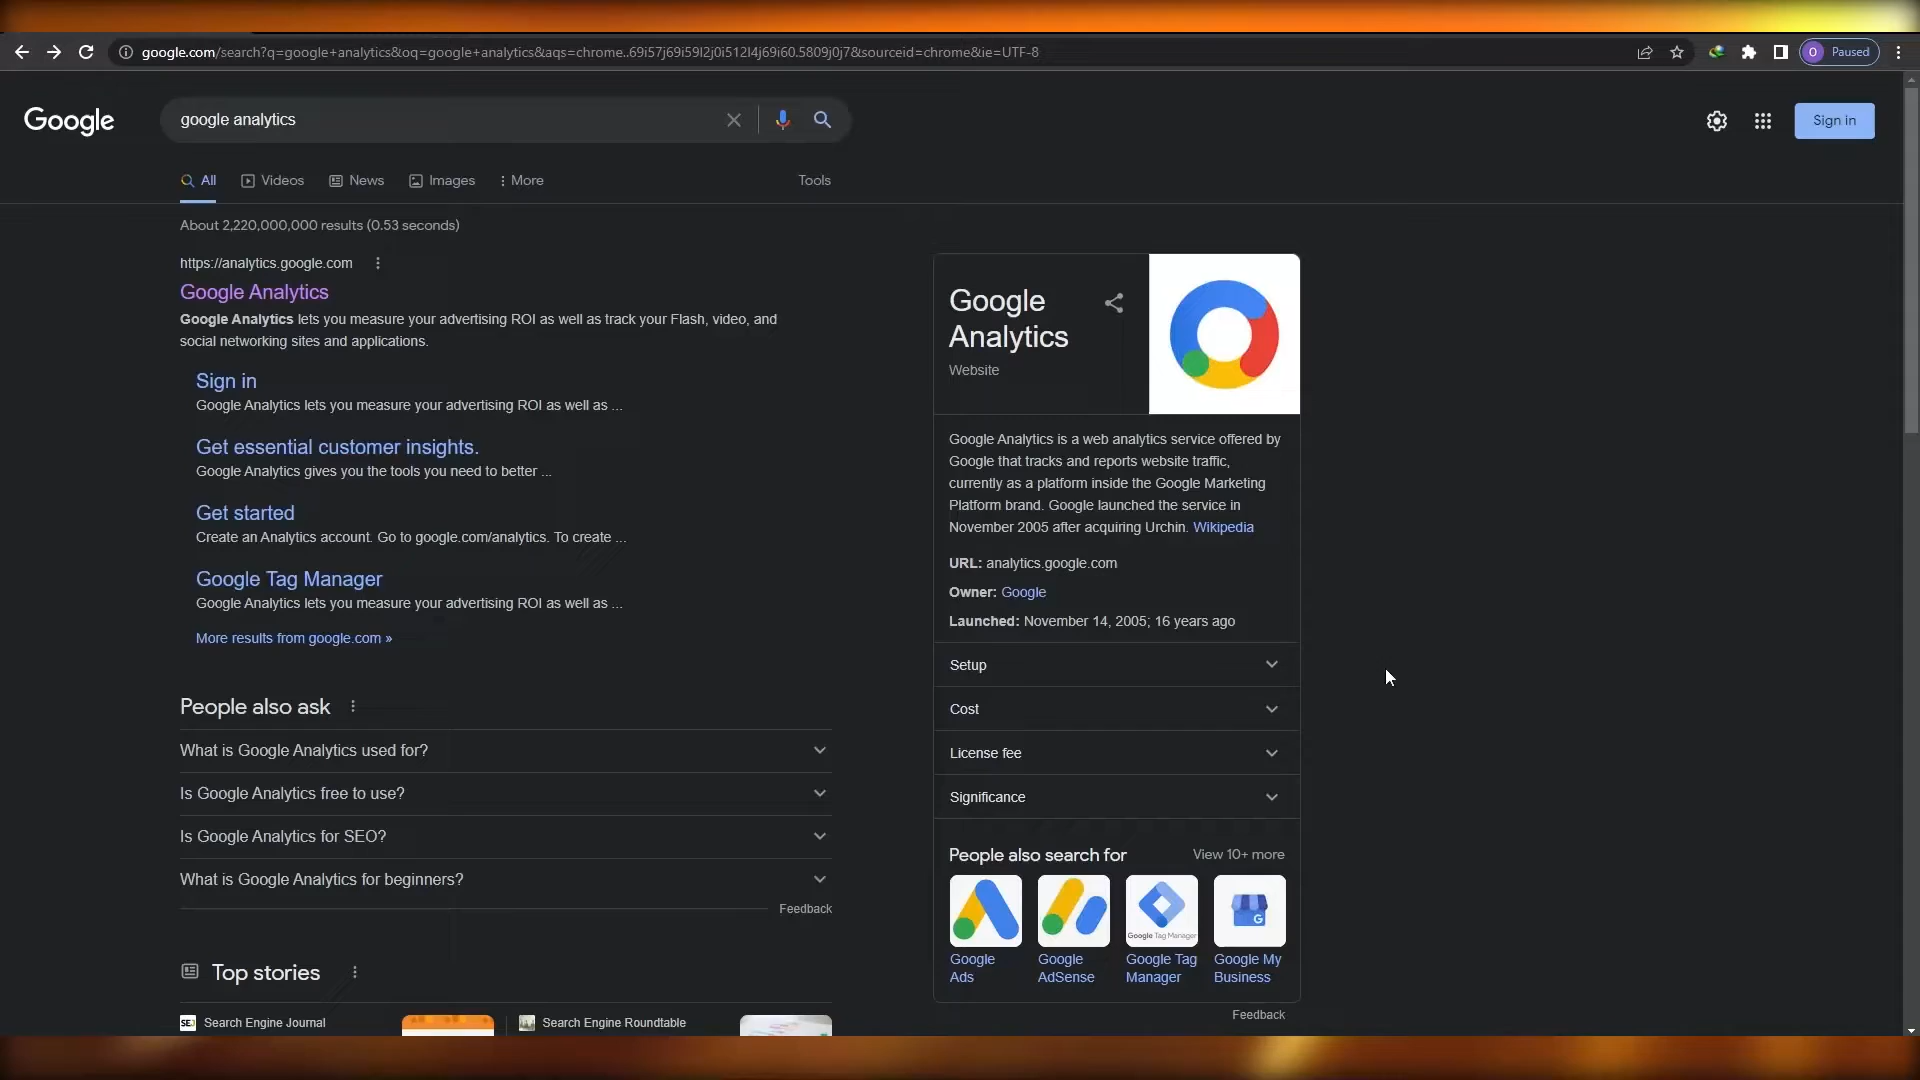 google.com/search?q=google+analytics&oq=google+analytics&aqs=chrome..69i57j69i59l2j0i512l4j69i60.5809j0j7&sourceid=chrome&ie=UTF-8
O Paused
Google
google analytics
Sign in
All
Videos
News
Images
More
Tools
About 2,220,000,000 results (0.53 seconds)
https://analytics.google.com
Google Analytics
Google Analytics lets you measure your advertising ROI as well as track your Flash, video, and
social networking sites and applications.
Sign in
Google Analytics lets you measure your advertising ROI as well as ...
Get essential customer insights.
Google Analytics gives you the tools you need to better ...
Get started
Create an Analytics account. Go to google.com/analytics. To create ...
Google Tag Manager
Google Analytics lets you measure your advertising ROI as well as ...
More results from google.com »
People also ask
What is Google Analytics used for?
Is Google Analytics free to use?
Is Google Analytics for SEO?
What is Google Analytics for beginners?
Feedback
Top stories
SEJ Search Engine Journal
Search Engine Roundtable
Google
Analytics
Website
Google Analytics is a web analytics service offered by
Google that tracks and reports website traffic,
currently as a platform inside the Google Marketing
Platform brand. Google launched the service in
November 2005 after acquiring Urchin. Wikipedia
URL: analytics.google.com
Owner: Google
Launched: November 14, 2005; 16 years ago
Setup
Cost
License fee
Significance
People also search for
View 10+ more
Google Tag Manager
G
Google
Ads
Google
AdSense
Google Tag
Manager
Google My
Business
Feedback